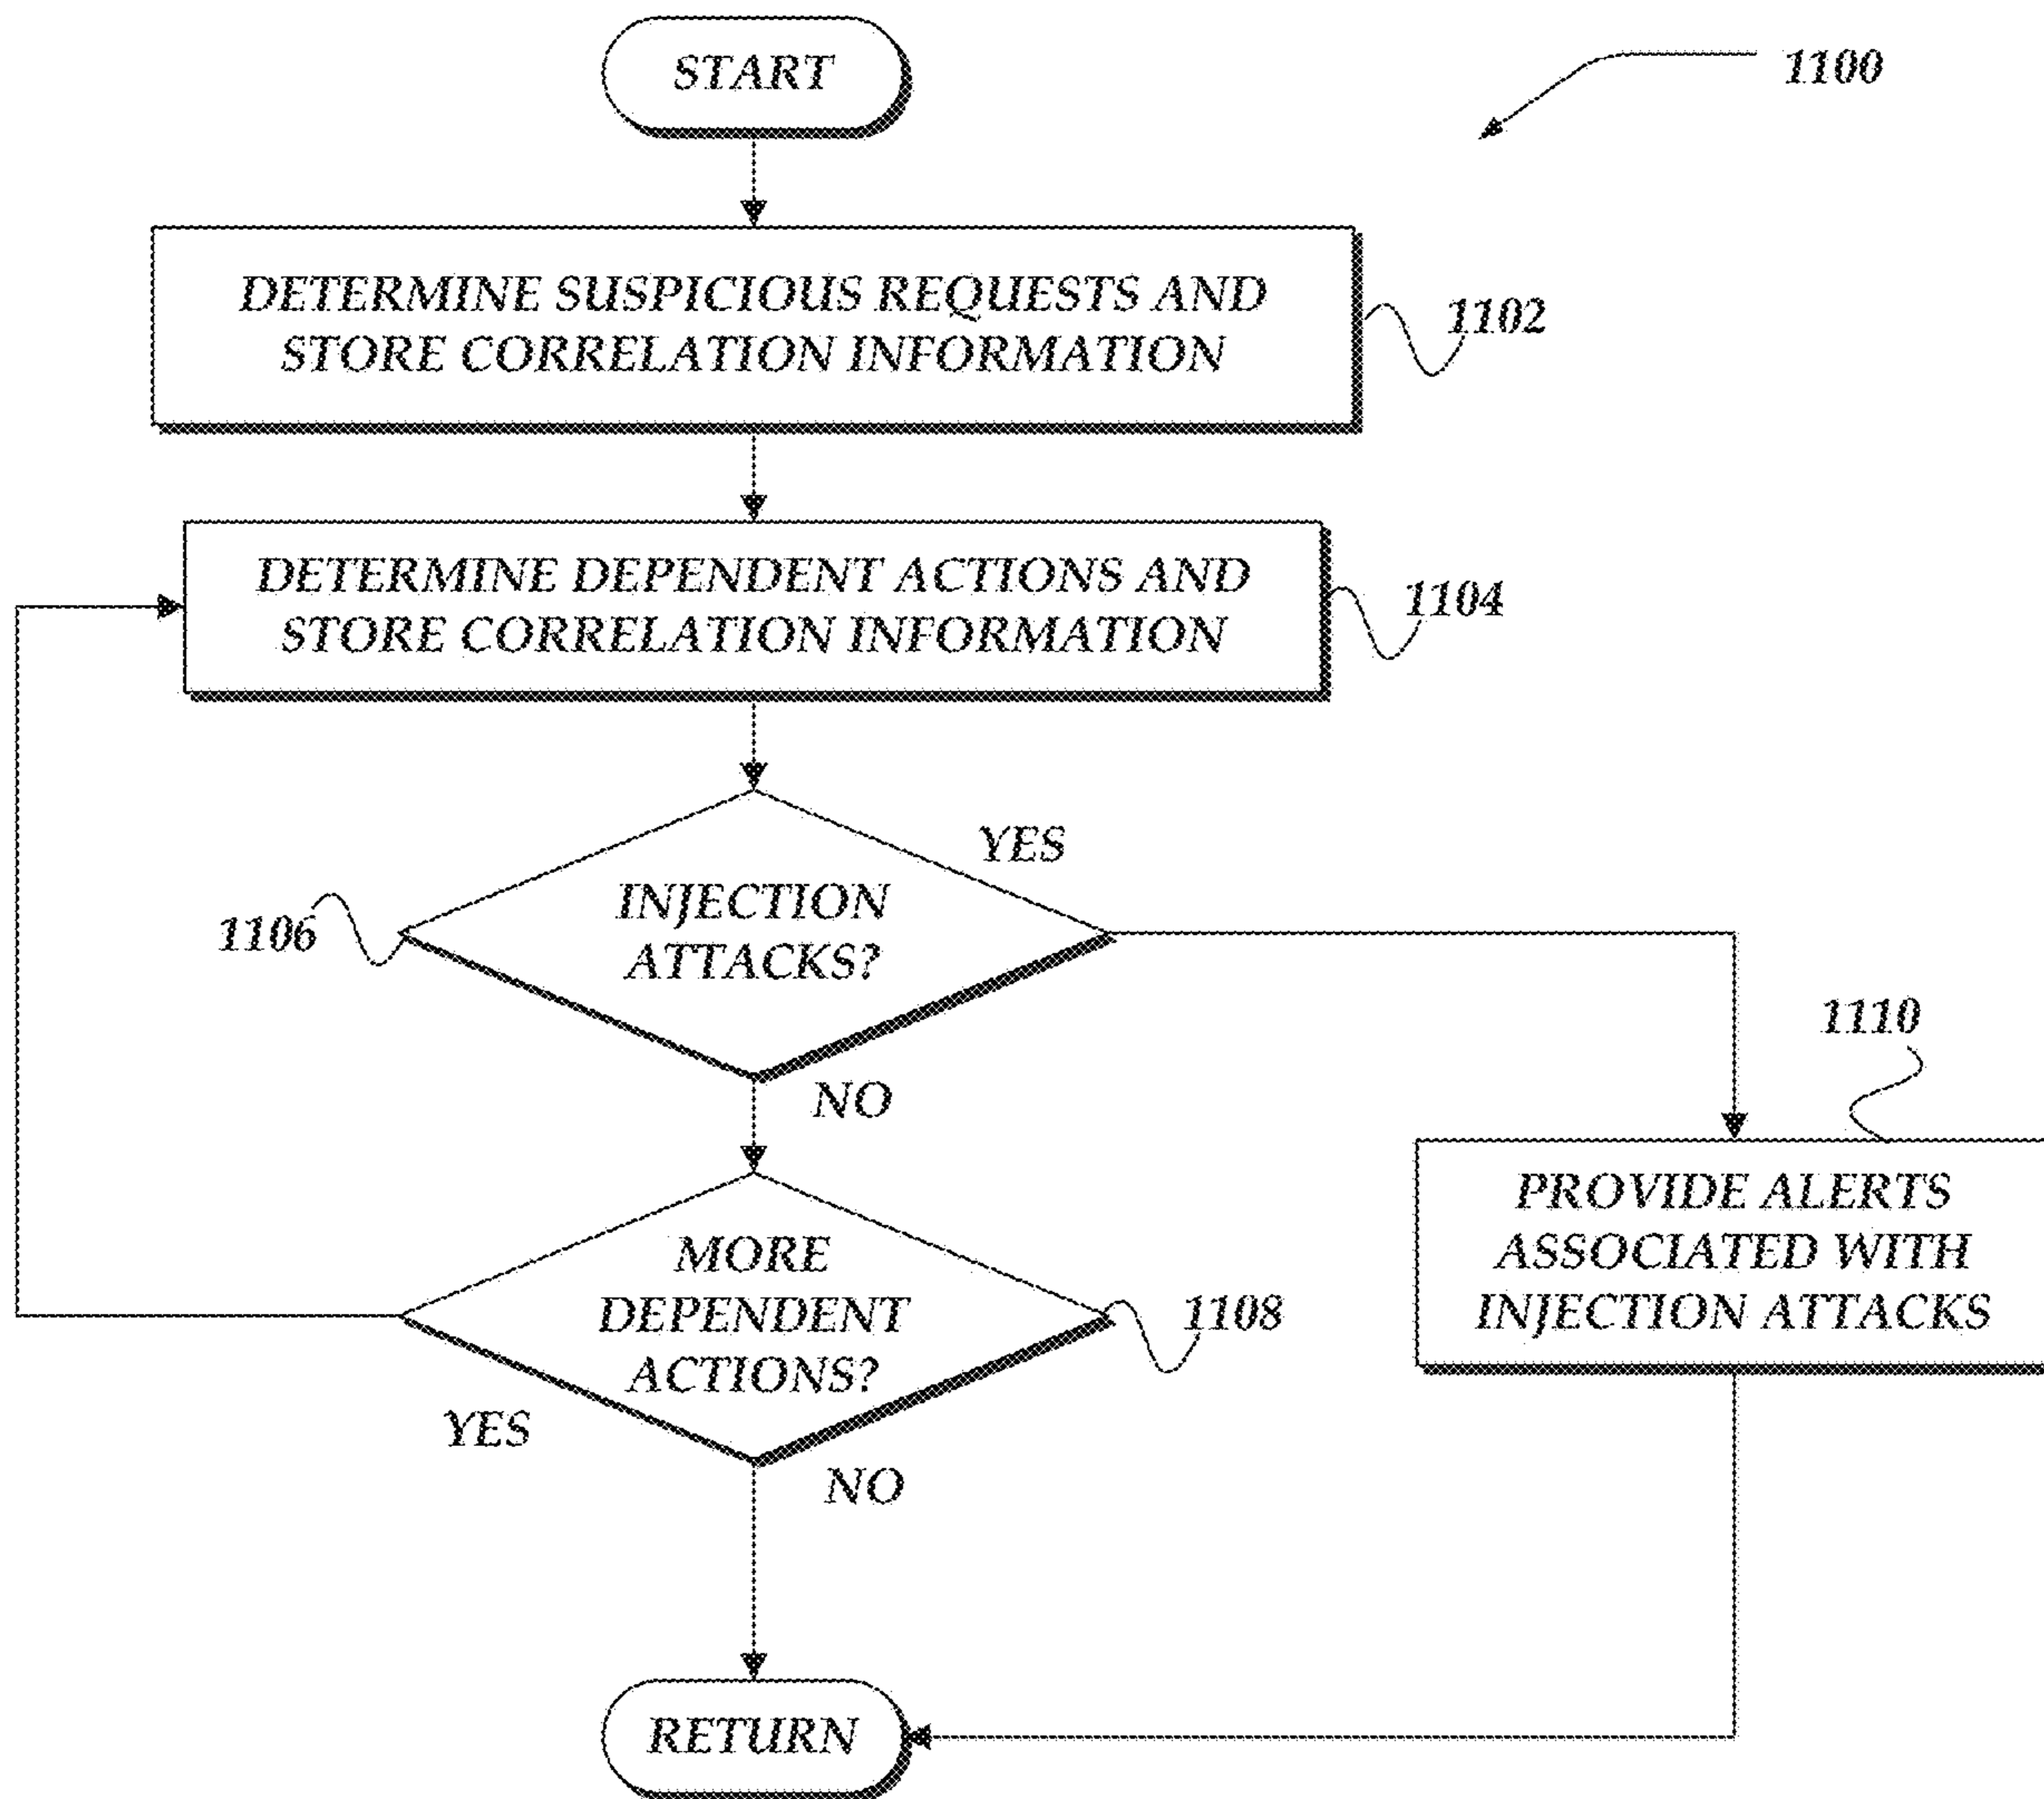 START
1100
DETERMINE SUSPICIOUS REQUESTS AND
STORE CORRELATION INFORMATION
1102
DETERMINE DEPENDENT ACTIONS AND
STORE CORRELATION INFORMATION
1104
YES
INJECTION
ATTACKS?
1106
NO
1110
PROVIDE ALERTS
ASSOCIATED WITH
INJECTION ATTACKS
MORE
DEPENDENT
ACTIONS?
1108
YES
NO
RETURN